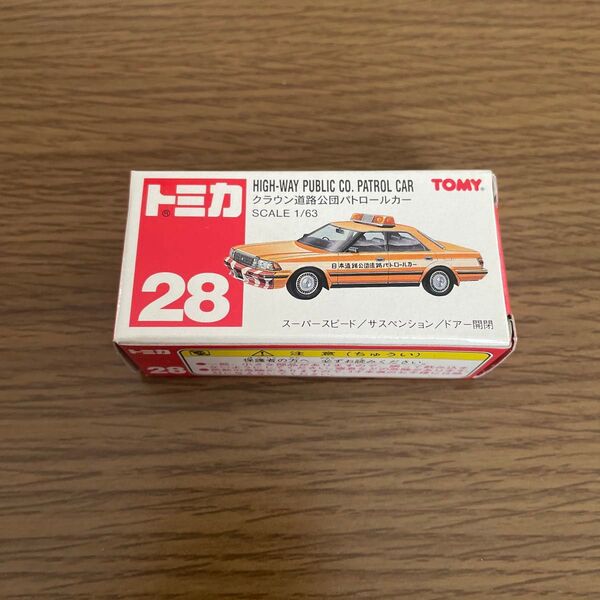 トミカ®
HIGH-WAY PUBLIC CO. PATROL CAR
TOMY®
クラウン道路公団パトロールカー
SCALE 1/63
日本道路公団道路パトロールカー
28
スーパースピード／サスペンション／ドアー開閉
トミカ
28
注 意 (ちゅうい)
保護者の方へ 必ずお読みください。